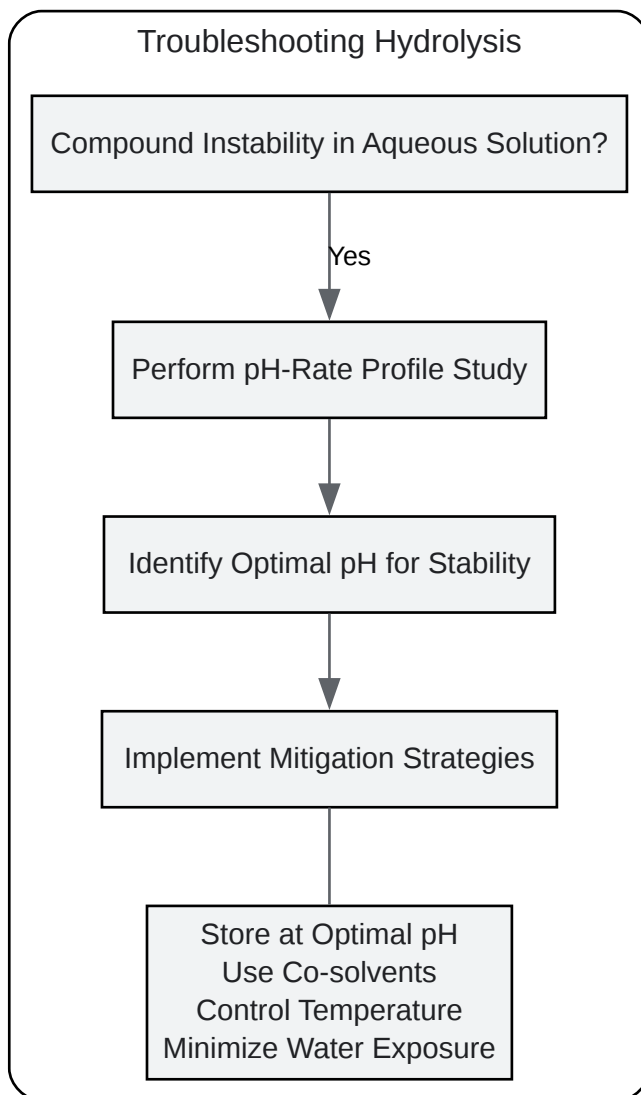 Troubleshooting Hydrolysis
Compound Instability in Aqueous Solution?
Yes
Perform pH-Rate Profile Study
Identify Optimal pH for Stability
Implement Mitigation Strategies
Store at Optimal pH
Use Co-solvents
Control Temperature
Minimize Water Exposure